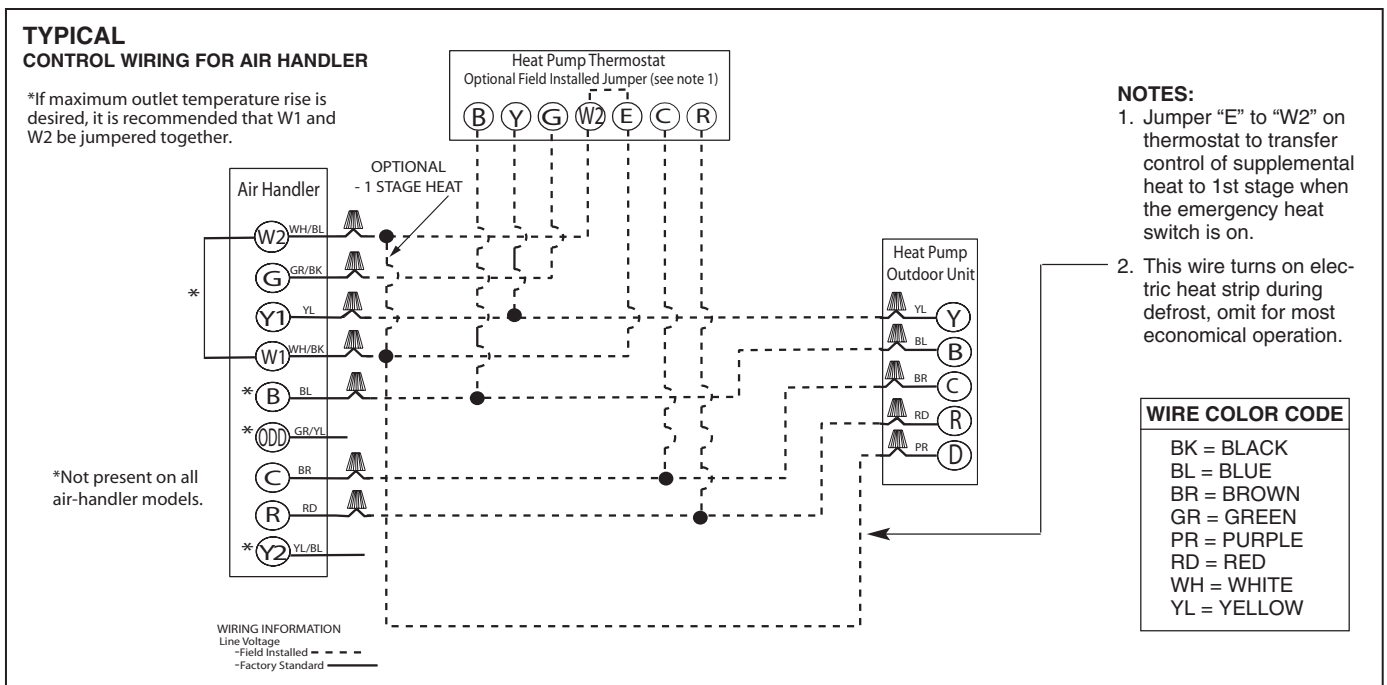 TYPICAL
CONTROL WIRING FOR AIR HANDLER
*If maximum outlet temperature rise is
desired, it is recommended that W1 and
W2 be jumpered together.
Heat Pump Thermostat
Optional Field Installed Jumper (see note 1)
B Y G W2 E C R
OPTIONAL
- 1 STAGE HEAT
Air Handler
W2 WH/BL
G GR/BK
Y1 YL
*
W1 WH/BK
* B BL
* ODD GR/YL
C BR
R RD
* Y2 YL/BL
*Not present on all
air-handler models.
Heat Pump
Outdoor Unit
YL Y
BL B
BR C
RD R
PR D
NOTES:
1. Jumper “E” to “W2” on
thermostat to transfer
control of supplemental
heat to 1st stage when
the emergency heat
switch is on.
2. This wire turns on elec-
tric heat strip during
defrost, omit for most
economical operation.
WIRE COLOR CODE
BK = BLACK
BL = BLUE
BR = BROWN
GR = GREEN
PR = PURPLE
RD = RED
WH = WHITE
YL = YELLOW
WIRING INFORMATION
Line Voltage
-Field Installed
-Factory Standard